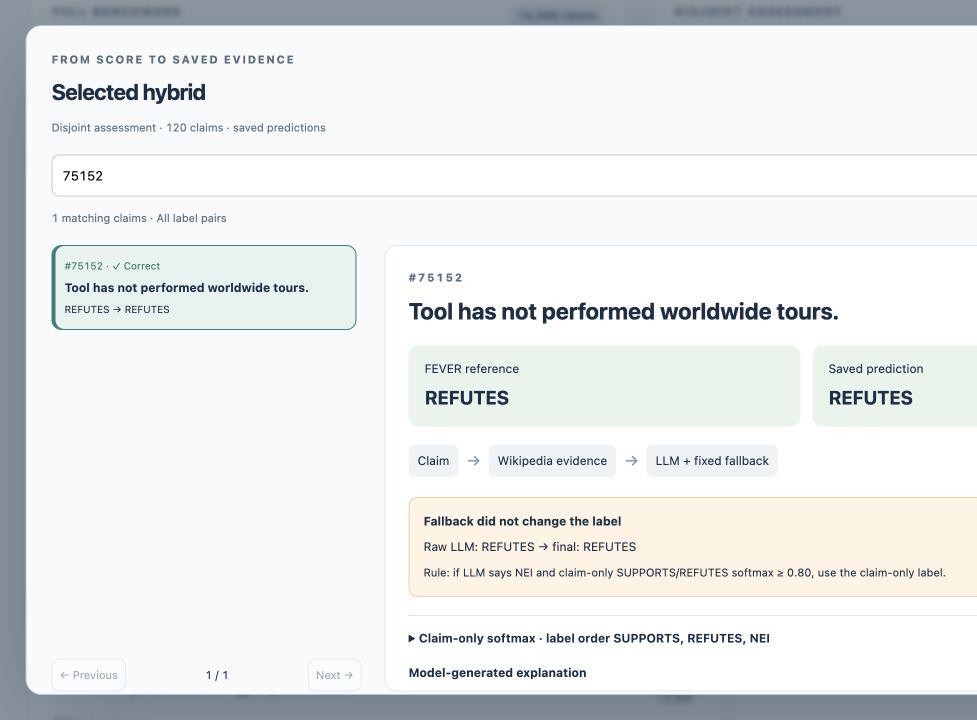 FROM SCORE TO SAVED EVIDENCE
Selected hybrid
Disjoint assessment · 120 claims · saved predictions
75152
1 matching claims · All label pairs
#75152 · ✓ Correct
Tool has not performed worldwide tours.
REFUTES → REFUTES
← Previous
1 / 1
Next →
#75152
Tool has not performed worldwide tours.
FEVER reference
REFUTES
Saved prediction
REFUTES
Claim → Wikipedia evidence → LLM + fixed fallback
Fallback did not change the label
Raw LLM: REFUTES → final: REFUTES
Rule: if LLM says NEI and claim-only SUPPORTS/REFUTES softmax ≥ 0.80, use the claim-only label.
▶ Claim-only softmax · label order SUPPORTS, REFUTES, NEI
Model-generated explanation